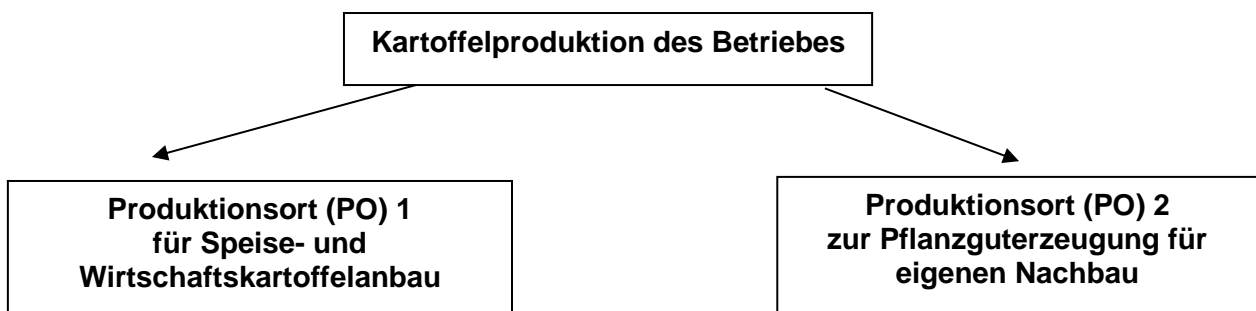 Kartoffelproduktion des Betriebes
Produktionsort (PO) 1
für Speise- und
Wirtschaftskartoffelanbau
Produktionsort (PO) 2
zur Pflanzguterzeugung für
eigenen Nachbau